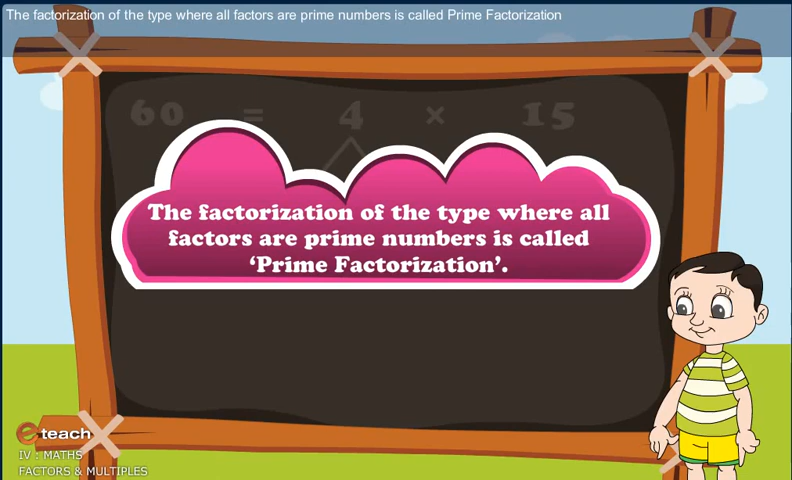 The factorization of the type where all factors are prime numbers is called Prime Factorization
60 = 4 × 15
The factorization of the type where all
factors are prime numbers is called
‘Prime Factorization’.
e teach
IV : MATHS
FACTORS & MULTIPLES